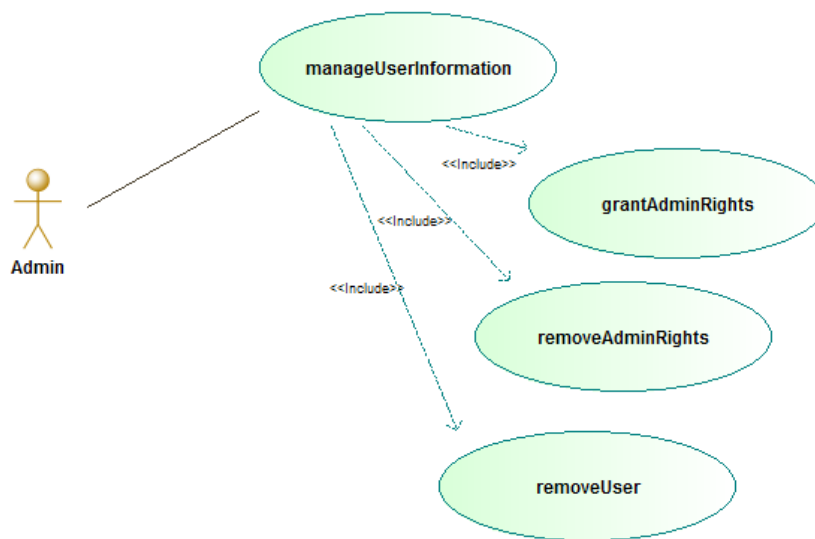 manageUserInformation
<<Include>>
grantAdminRights
<<Include>>
Admin
<<Include>>
removeAdminRights
removeUser